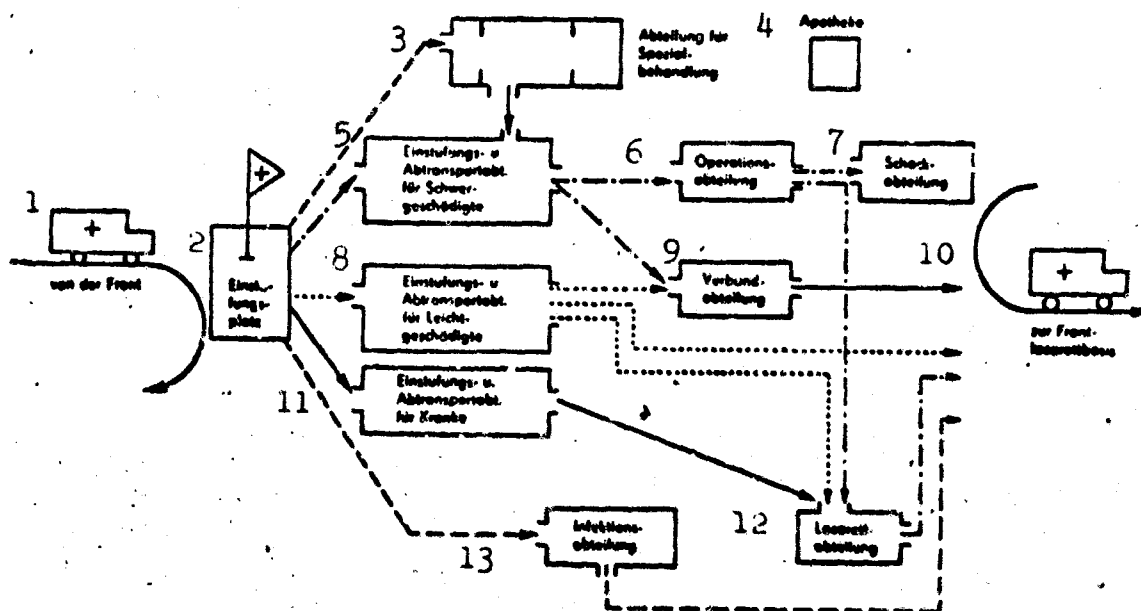 3
Abteilung für
Spezial-
behandlung
4
Apotheke
5
Einstufungs- u
Abtransportabt.
für Schwer-
geschädigte
6
Operations-
abteilung
7
Schock-
abteilung
1
von der Front
2
Einstu-
fungs-
platz
8
Einstufungs- u
Abtransportabt.
für Leicht-
geschädigte
9
Verbund-
abteilung
10
zur Front-
lazarettbasis
11
Einstufungs- u.
Abtransportabt.
für Kranke
12
Lazarett-
abteilung
13
Infektions-
abteilung